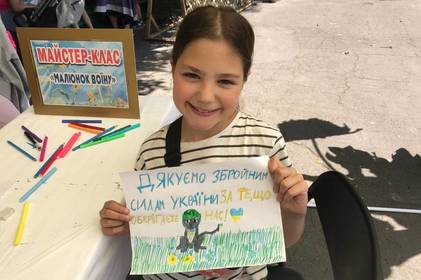 МАЙСТЕР-КЛАС
«МАЛЮНОК ВОЇНУ»
ДЯКУЄМО ЗБРОЙНИМ
СИЛАМ УКРАЇНИ ЗА ТЕ, ЩО
ОБЕРІГАЄТЕ НАС!